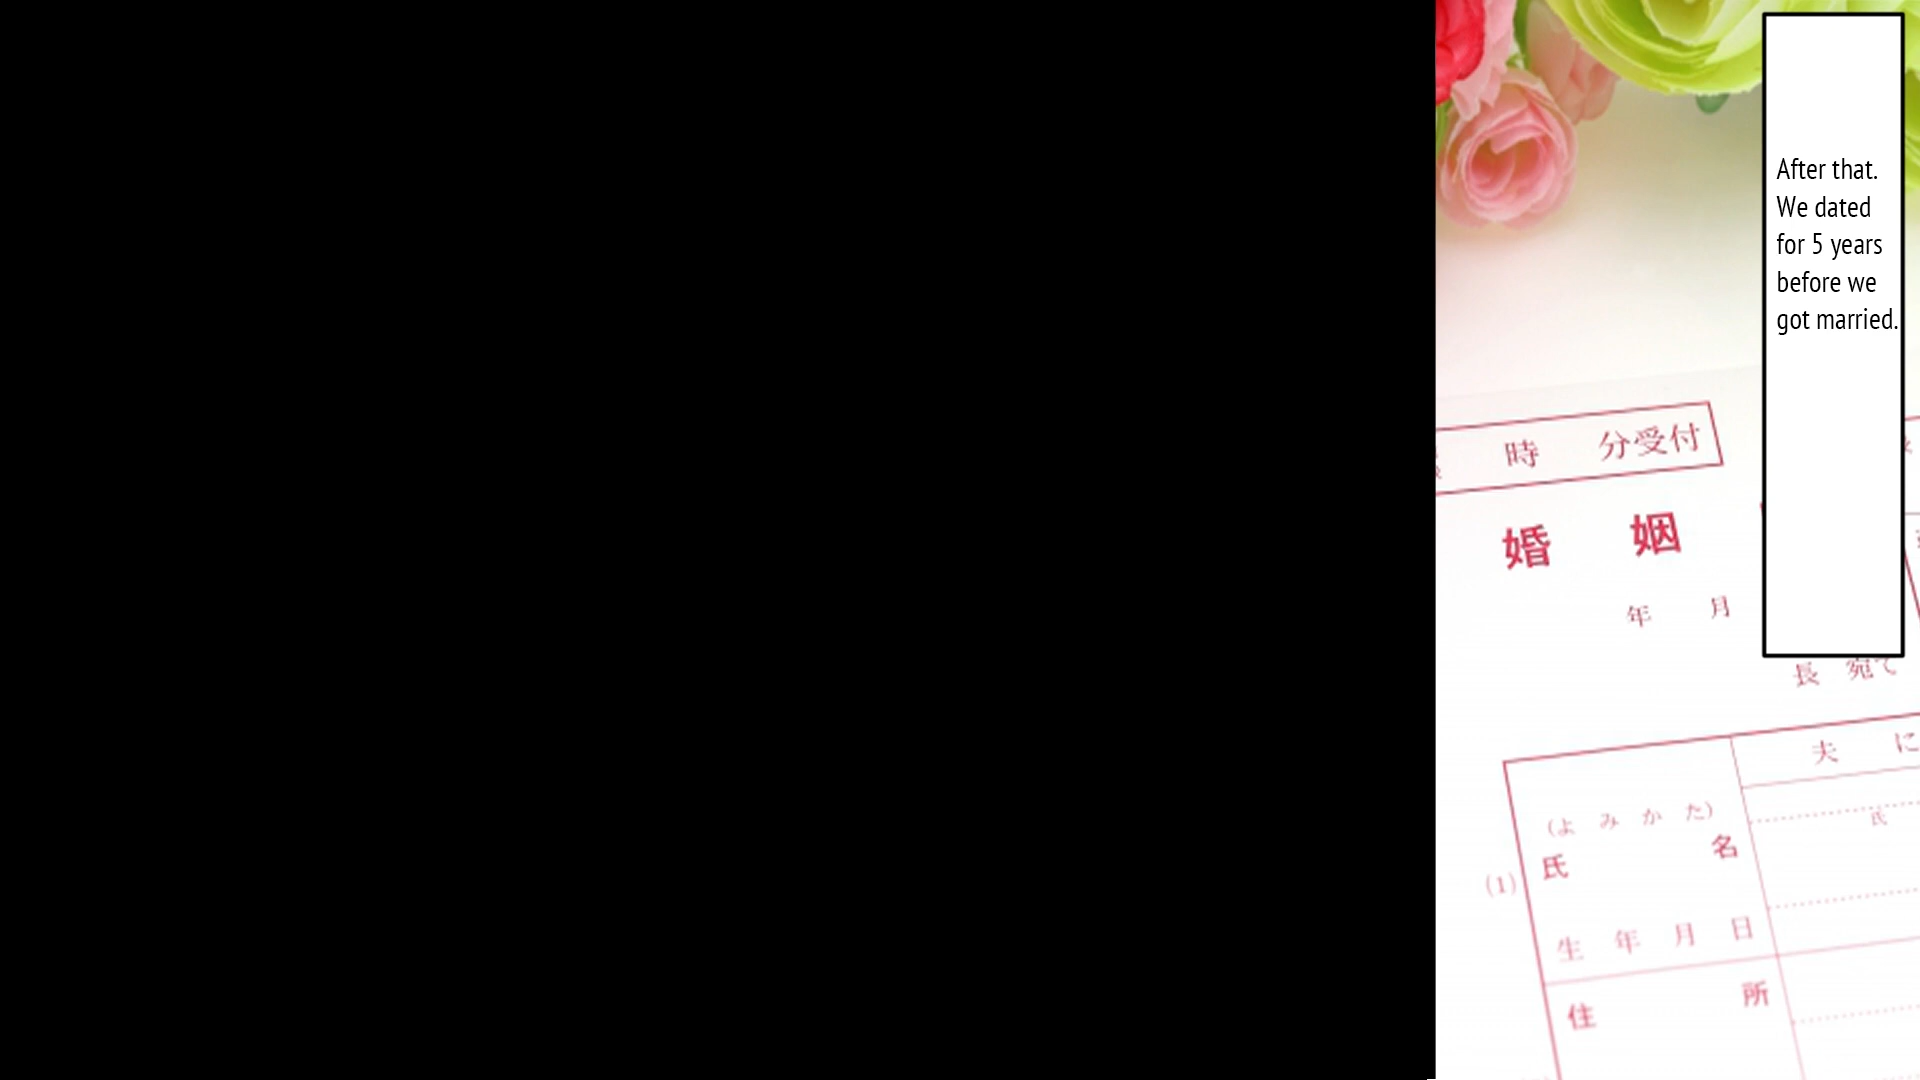 After that.
We dated
for 5 years
before we
got married.
時 分受付
婚 姻
年 月
長 宛て
夫 に
(よ み か た)
氏
氏 名
(1)
生 年 月 日
住 所